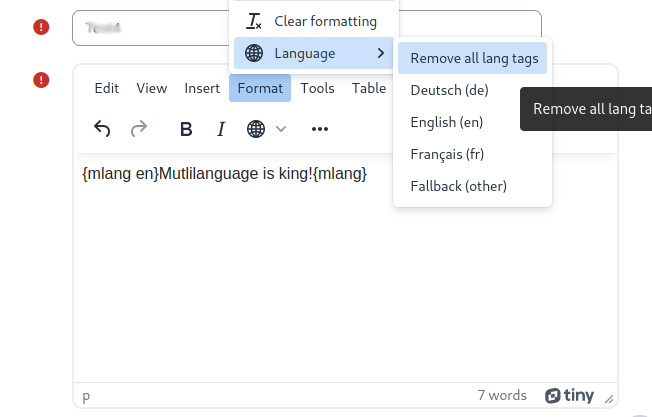 Clear formatting
Language
Remove all lang tags
Deutsch (de)
English (en)
Français (fr)
Fallback (other)
Remove all lang ta
Edit View Insert Format Tools Table
B I
{mlang en}Mutlilanguage is king!{mlang}
p 7 words tiny